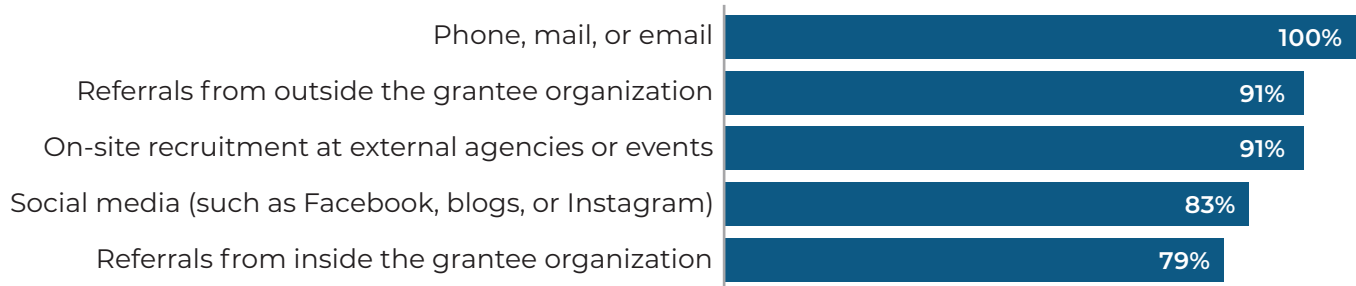 Phone, mail, or email 100%
Referrals from outside the grantee organization 91%
On-site recruitment at external agencies or events 91%
Social media (such as Facebook, blogs, or Instagram) 83%
Referrals from inside the grantee organization 79%